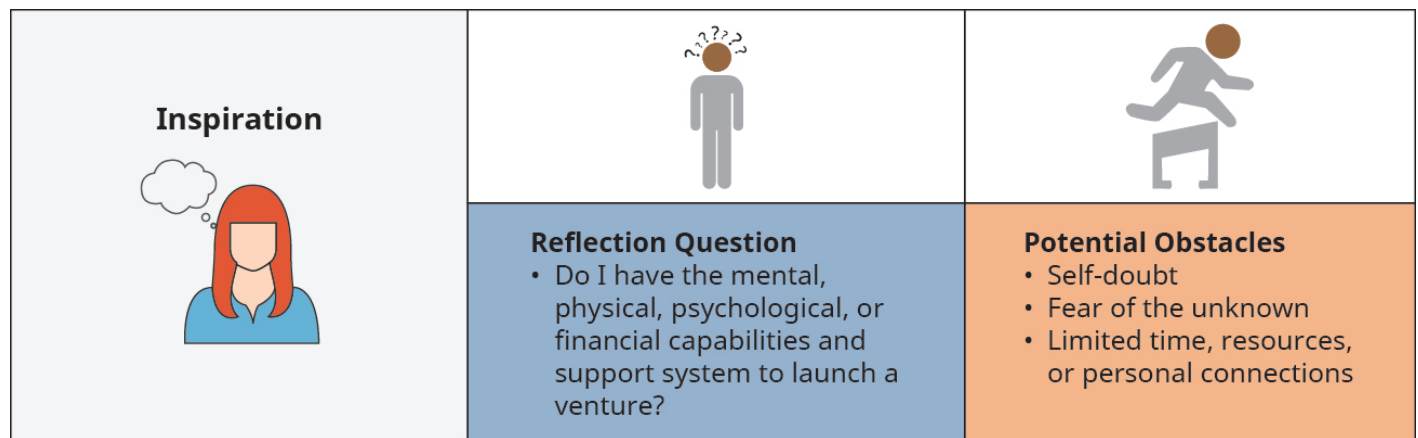 Inspiration
? ? ? ? ? ? ?
Reflection Question
• Do I have the mental,
physical, psychological, or
financial capabilities and
support system to launch a
venture?
Potential Obstacles
• Self-doubt
• Fear of the unknown
• Limited time, resources,
or personal connections